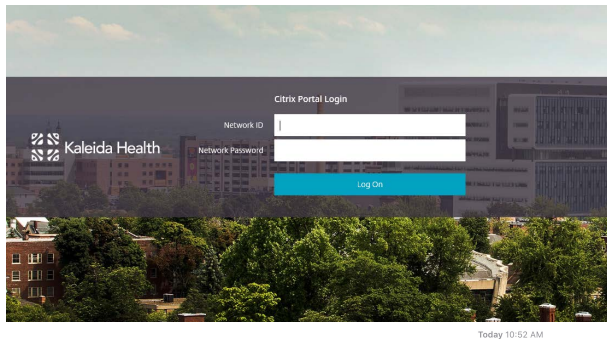 Citrix Portal Login
Network ID
Kaleida Health
Network Password
Log On
Today 10:52 AM